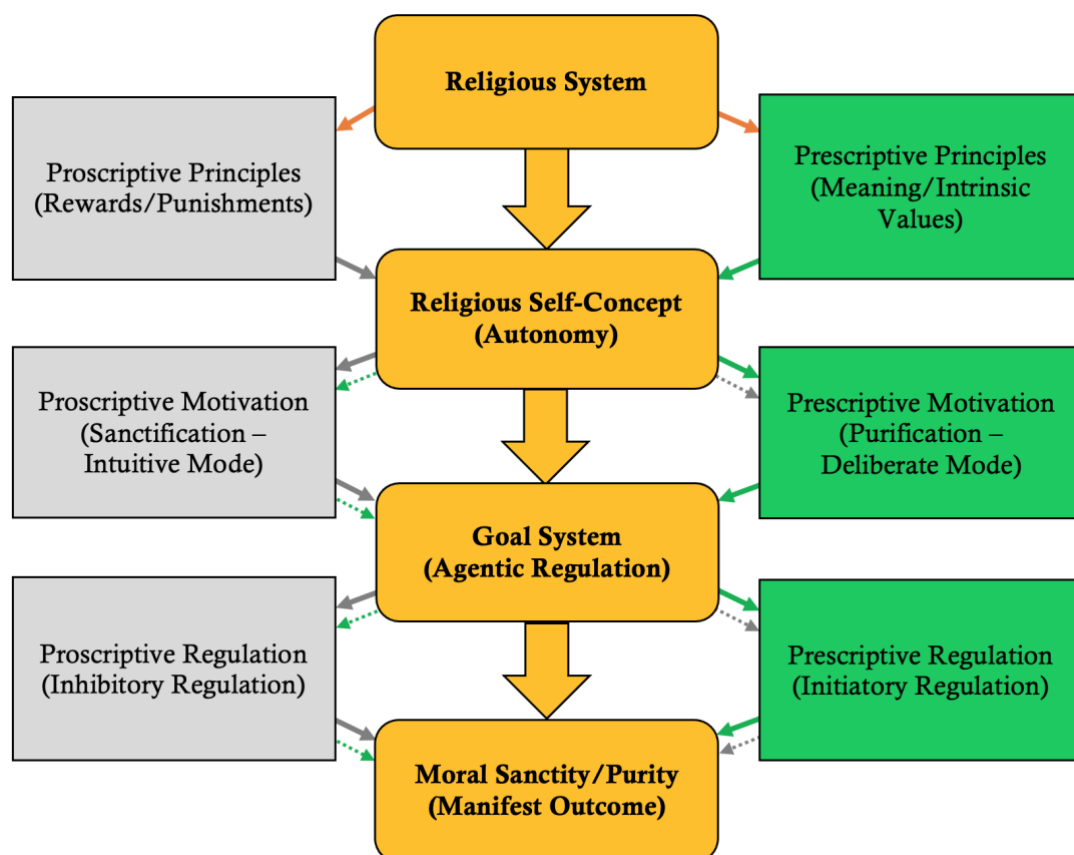 Religious System
Proscriptive Principles
(Rewards/Punishments)
Prescriptive Principles
(Meaning/Intrinsic
Values)
Religious Self-Concept
(Autonomy)
Proscriptive Motivation
(Sanctification –
Intuitive Mode)
Prescriptive Motivation
(Purification –
Deliberate Mode)
Goal System
(Agentic Regulation)
Proscriptive Regulation
(Inhibitory Regulation)
Prescriptive Regulation
(Initiatory Regulation)
Moral Sanctity/Purity
(Manifest Outcome)